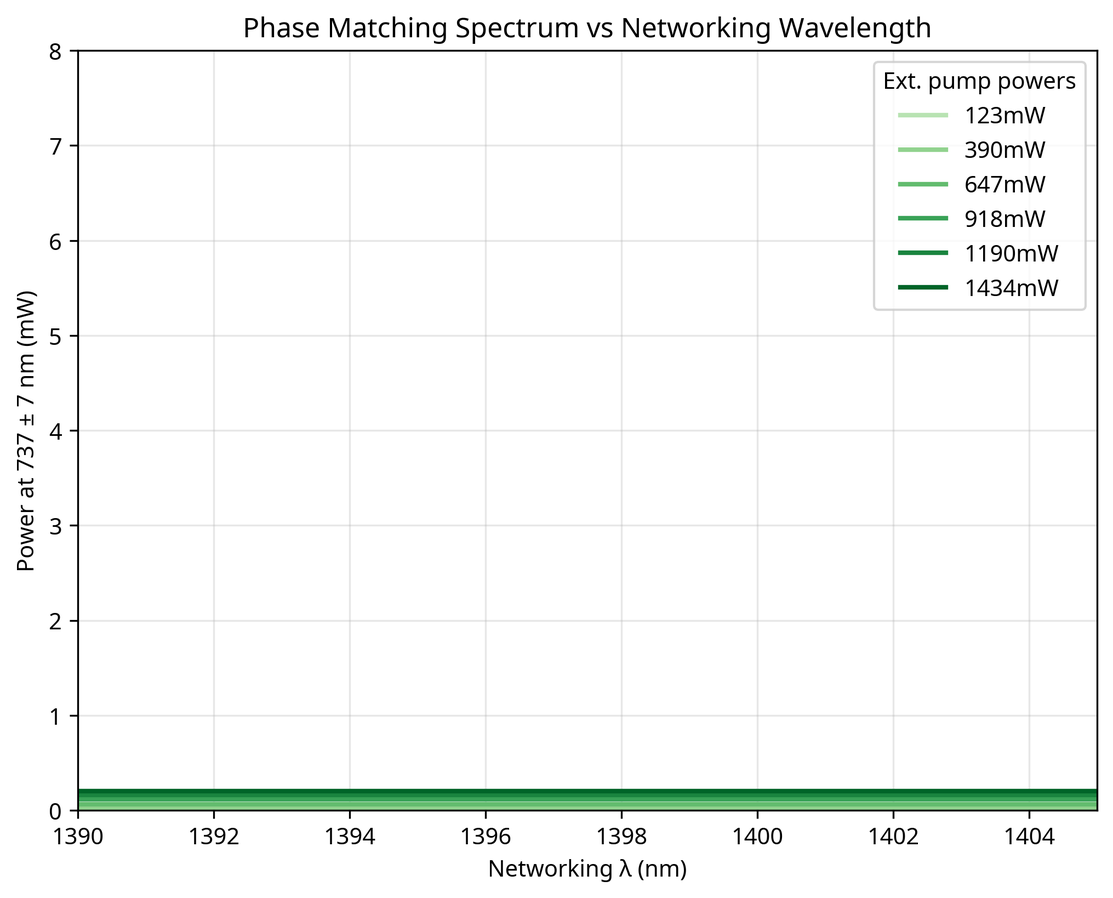 Phase Matching Spectrum vs Networking Wavelength
Power at 737 ± 7 nm (mW)
8
7
6
5
4
3
2
1
0
Ext. pump powers
123mW
390mW
647mW
918mW
1190mW
1434mW
1390 1392 1394 1396 1398 1400 1402 1404
Networking λ (nm)